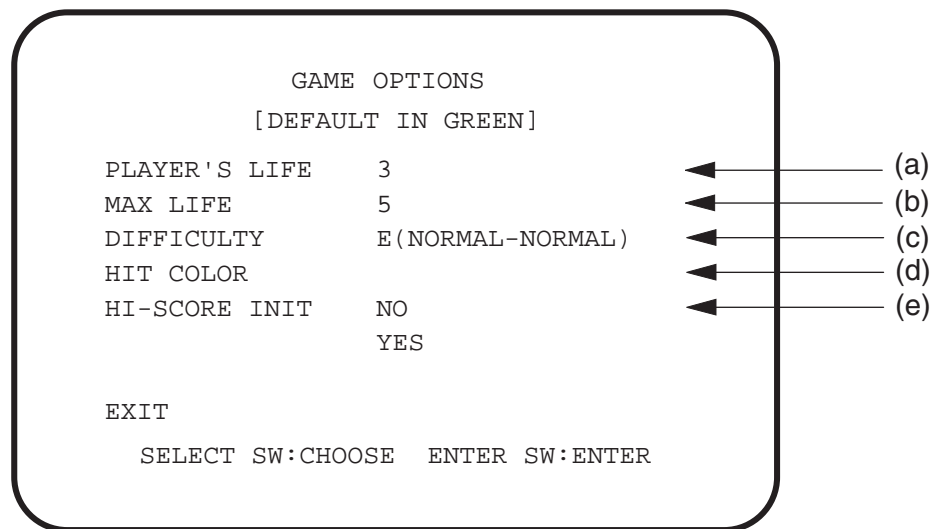 GAME OPTIONS
[DEFAULT IN GREEN]
PLAYER'S LIFE 3 (a)
MAX LIFE 5 (b)
DIFFICULTY E(NORMAL-NORMAL) (c)
HIT COLOR (d)
HI-SCORE INIT NO (e)
YES
EXIT
SELECT SW:CHOOSE ENTER SW:ENTER